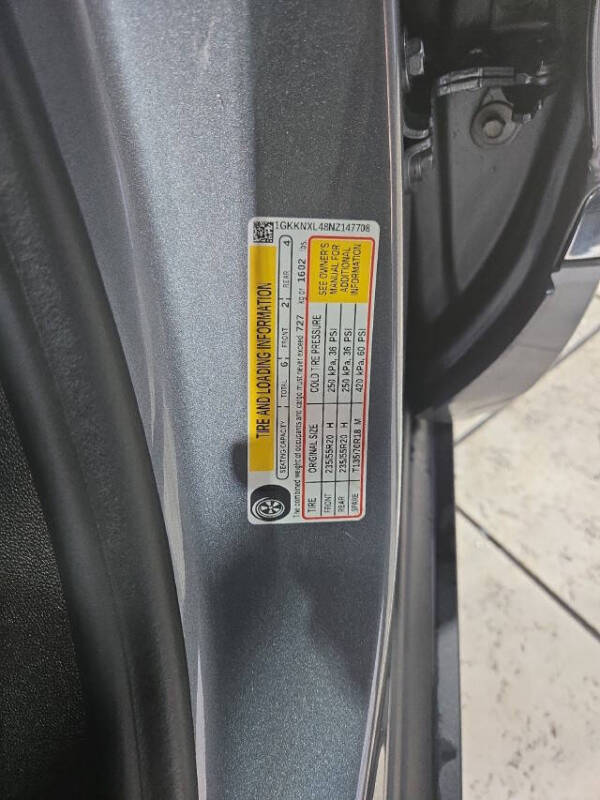 1GKKNXL48NZ147708
TIRE AND LOADING INFORMATION
SEATING CAPACITY TOTAL 6 FRONT 2 REAR 4
The combined weight of occupants and cargo must never exceed 727 kg or 1602 lbs.
TIRE ORIGINAL SIZE COLD TIRE PRESSURE
FRONT 235/55R20 H 250 kPa, 36 PSI
REAR 235/55R20 H 250 kPa, 36 PSI
SPARE T135/70R18 M 420 kPa, 60 PSI
SEE OWNER'S
MANUAL FOR
ADDITIONAL
INFORMATION